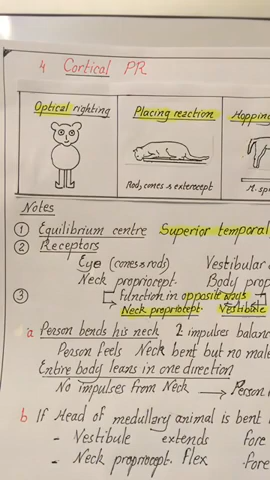 4 Cortical PR
Optical righting
Placing reaction
Hopping
Rod, cones & exterocept
M. sp
Notes
① Equilibrium centre Superior temporal
② Receptors
Eye (cones & rods) Vestibular
Neck propriocept. Body prop
③ Function in opposite
Neck propriocept. Vestibule
a Person bends his neck 2 impulses balanc
Person feels Neck bent but no male
Entire body leans in one direction
No impulses from Neck → Person
b If Head of medullary animal is bent
- Vestibule extends fore
- Neck propriocept. Flex fore